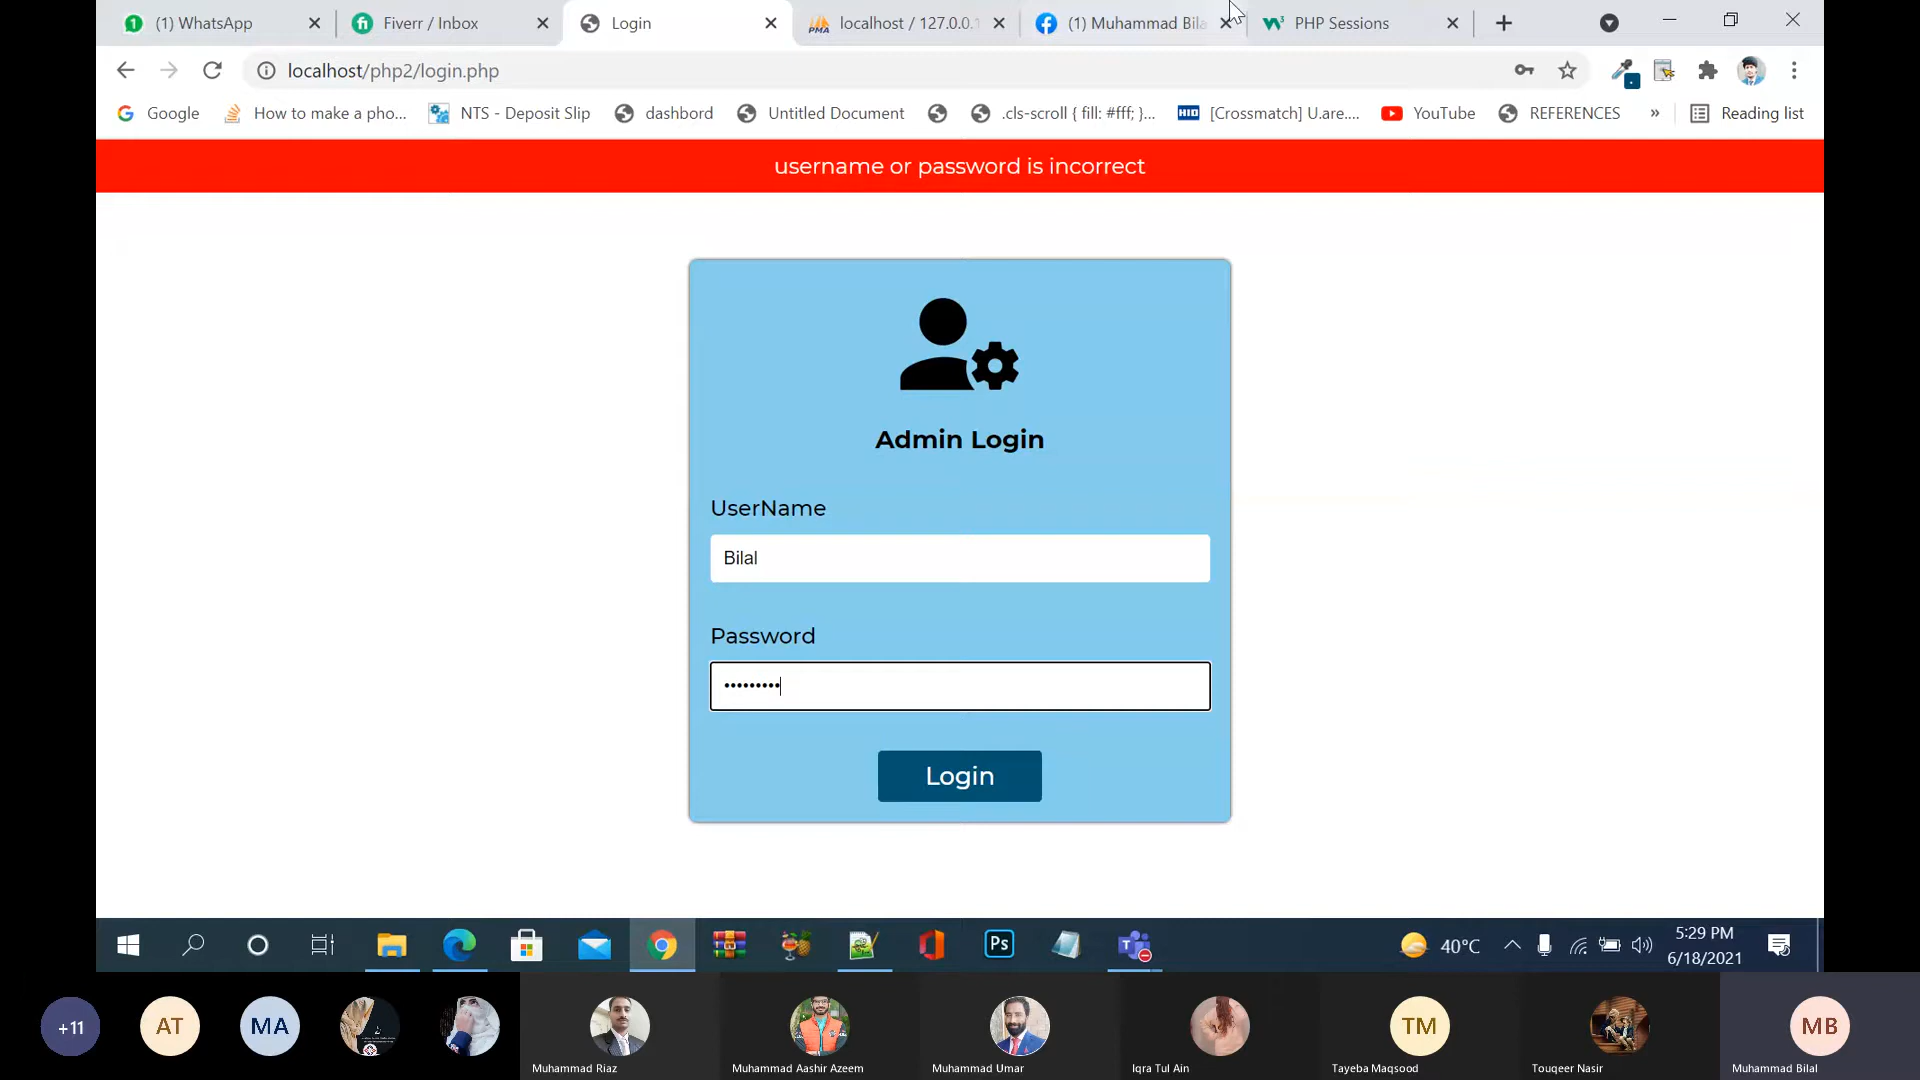 (1) WhatsApp
Fiverr / Inbox
Login
localhost / 127.0.0.1
(1) Muhammad Bila
PHP Sessions
localhost/php2/login.php
Google
How to make a pho...
NTS - Deposit Slip
dashbord
Untitled Document
.cls-scroll { fill: #fff; }...
HID
[Crossmatch] U.are....
YouTube
REFERENCES
»
Reading list
username or password is incorrect
Admin Login
UserName
Bilal
Password
•••••••••
Login
Ps
40°C
5:29 PM
6/18/2021
+11
AT
MA
TM
MB
Muhammad Riaz
Muhammad Aashir Azeem
Muhammad Umar
Iqra Tul Ain
Tayeba Maqsood
Touqeer Nasir
Muhammad Bilal